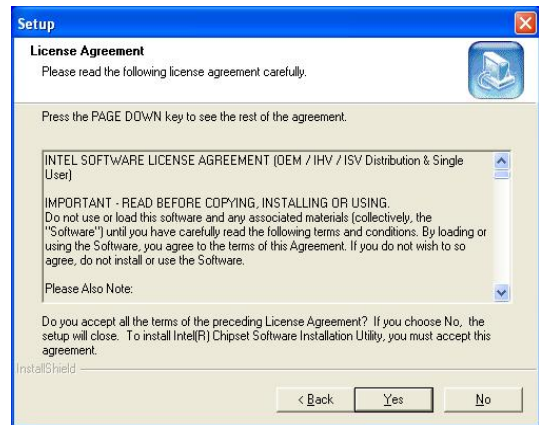 Setup
License Agreement
Please read the following license agreement carefully.
Press the PAGE DOWN key to see the rest of the agreement.
INTEL SOFTWARE LICENSE AGREEMENT (OEM / IHV / ISV Distribution & Single
User)
IMPORTANT - READ BEFORE COPYING, INSTALLING OR USING.
Do not use or load this software and any associated materials (collectively, the
"Software") until you have carefully read the following terms and conditions. By loading or
using the Software, you agree to the terms of this Agreement. If you do not wish to so
agree, do not install or use the Software.
Please Also Note:
Do you accept all the terms of the preceding License Agreement? If you choose No, the
setup will close. To install Intel(R) Chipset Software Installation Utility, you must accept this
agreement.
InstallShield
< Back
Yes
No